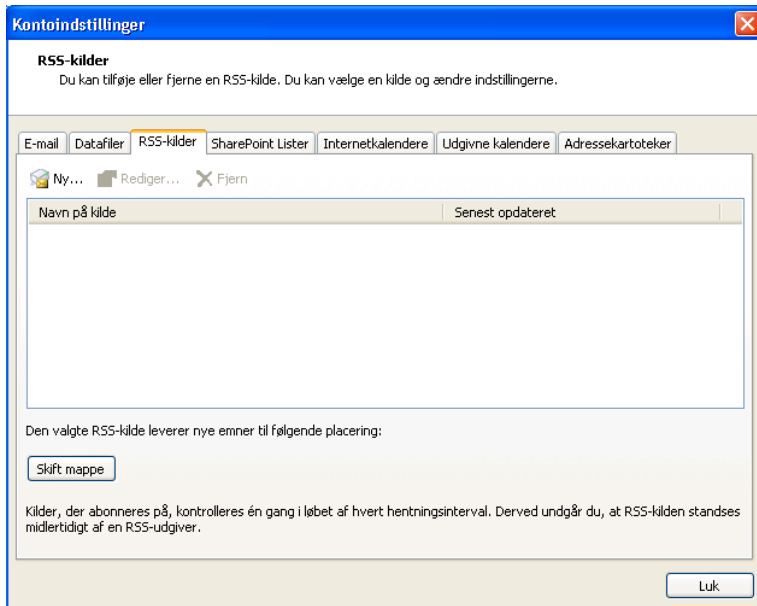 Kontoindstillinger
RSS-kilder
Du kan tilføje eller fjerne en RSS-kilde. Du kan vælge en kilde og ændre indstillingerne.
E-mail Datafiler RSS-kilder SharePoint Lister Internetkalendere Udgivne kalendere Adressekartoteker
Ny... Rediger... Fjern
Navn på kilde Senest opdateret
Den valgte RSS-kilde leverer nye emner til følgende placering:
Skift mappe
Kilder, der abonneres på, kontrolleres én gang i løbet af hvert hentningsinterval. Derved undgår du, at RSS-kilden standses
midlertidigt af en RSS-udgiver.
Luk